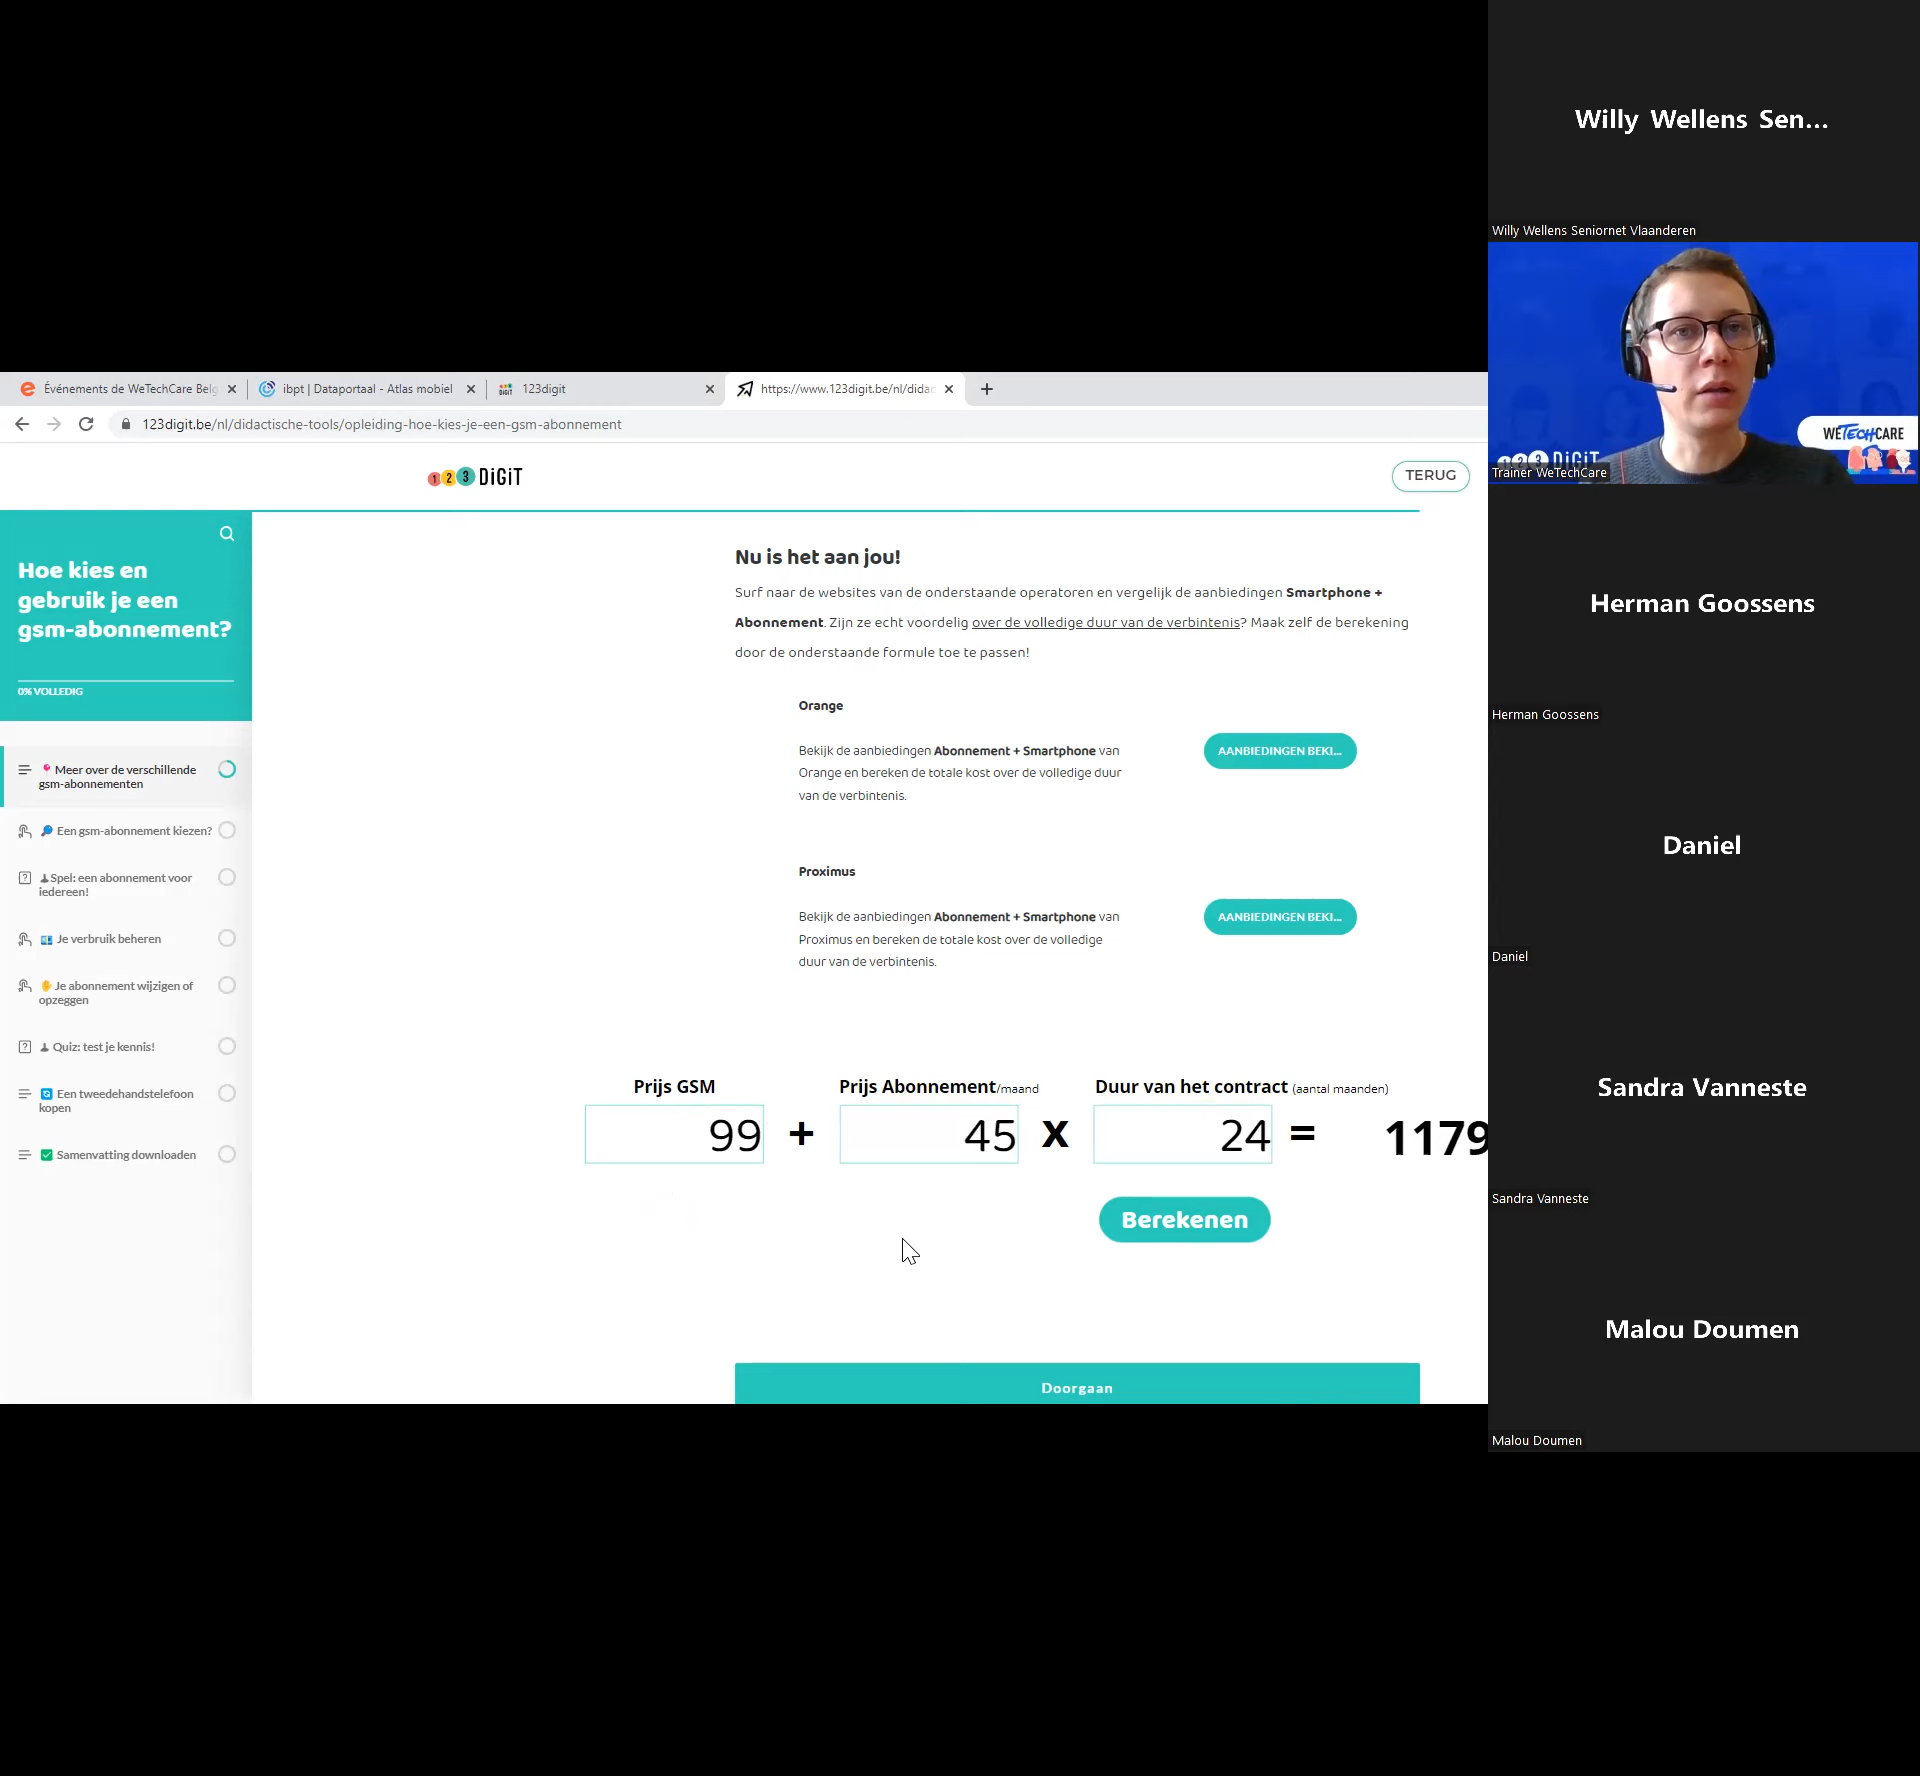 Événements de WeTechCare Belg
ibpt | Dataportaal - Atlas mobiel
123digit
https://www.123digit.be/nl/didac
123digit.be/nl/didactische-tools/opleiding-hoe-kies-je-een-gsm-abonnement
1 2 3 DiGiT
TERUG
Hoe kies en
gebruik je een
gsm-abonnement?
0% VOLLEDIG
Meer over de verschillende
gsm-abonnementen
Een gsm-abonnement kiezen?
Spel: een abonnement voor
iedereen!
Je verbruik beheren
Je abonnement wijzigen of
opzeggen
Quiz: test je kennis!
Een tweedehandstelefoon
kopen
Samenvatting downloaden
Nu is het aan jou!
Surf naar de websites van de onderstaande operatoren en vergelijk de aanbiedingen Smartphone +
Abonnement. Zijn ze echt voordelig over de volledige duur van de verbintenis? Maak zelf de berekening
door de onderstaande formule toe te passen!
Orange
Bekijk de aanbiedingen Abonnement + Smartphone van
Orange en bereken de totale kost over de volledige duur
van de verbintenis.
AANBIEDINGEN BEKI...
Proximus
Bekijk de aanbiedingen Abonnement + Smartphone van
Proximus en bereken de totale kost over de volledige
duur van de verbintenis.
AANBIEDINGEN BEKI...
Prijs GSM Prijs Abonnement/maand Duur van het contract (aantal maanden)
99 + 45 x 24 = 1179
Berekenen
Doorgaan
Willy Wellens Sen...
Willy Wellens Seniornet Vlaanderen
WETECHCARE
123 DiGiT
Trainer WeTechCare
Herman Goossens
Herman Goossens
Daniel
Daniel
Sandra Vanneste
Sandra Vanneste
Malou Doumen
Malou Doumen